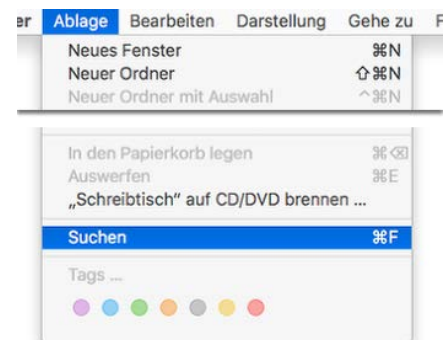 er Ablage Bearbeiten Darstellung Gehe zu F
Neues Fenster ⌘N
Neuer Ordner ⇧⌘N
Neuer Ordner mit Auswahl ^⌘N
In den Papierkorb legen ⌘⌫
Auswerfen ⌘E
„Schreibtisch“ auf CD/DVD brennen ...
Suchen ⌘F
Tags ...